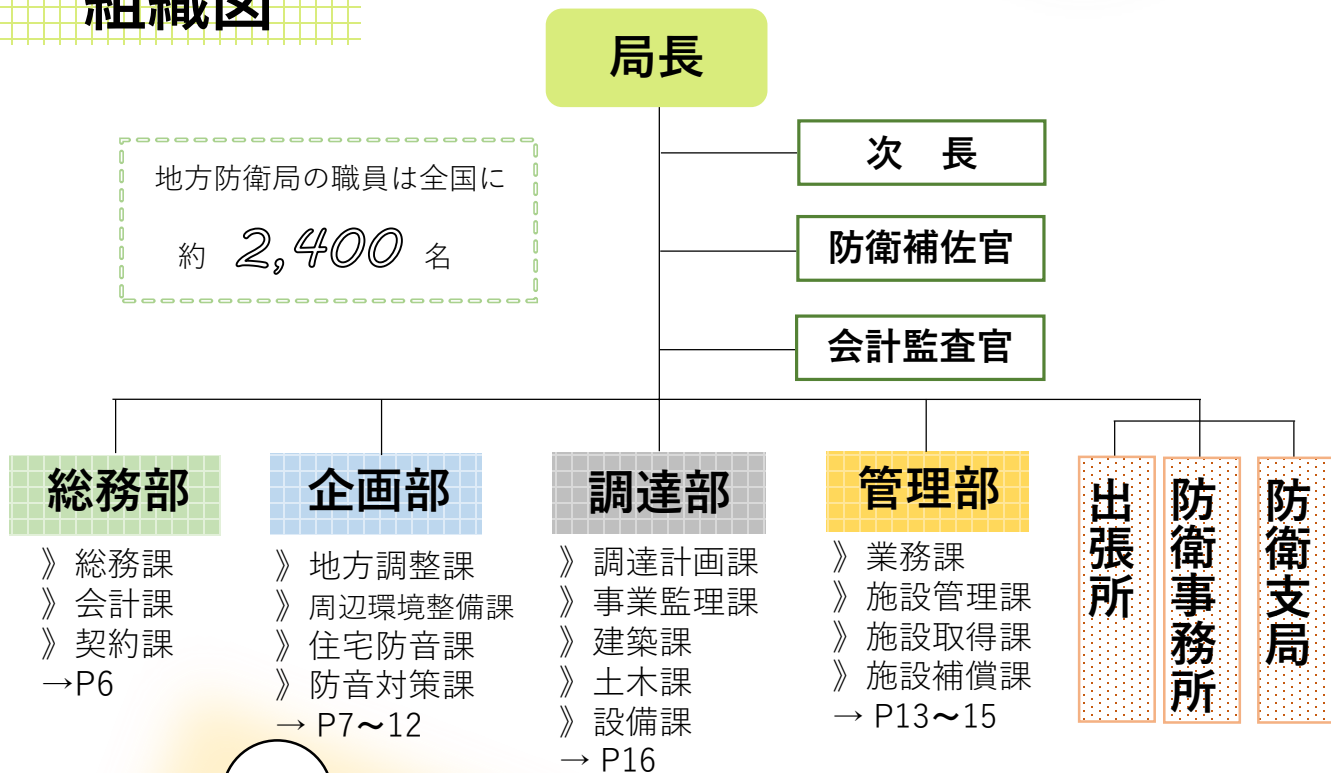 組織図
局長
地方防衛局の職員は全国に
約 2,400 名
次　長
防衛補佐官
会計監査官
総務部
》総務課
》会計課
》契約課
→P6
企画部
》地方調整課
》周辺環境整備課
》住宅防音課
》防音対策課
→ P7～12
調達部
》調達計画課
》事業監理課
》建築課
》土木課
》設備課
→ P16
管理部
》業務課
》施設管理課
》施設取得課
》施設補償課
→ P13～15
出張所
防衛事務所
防衛支局